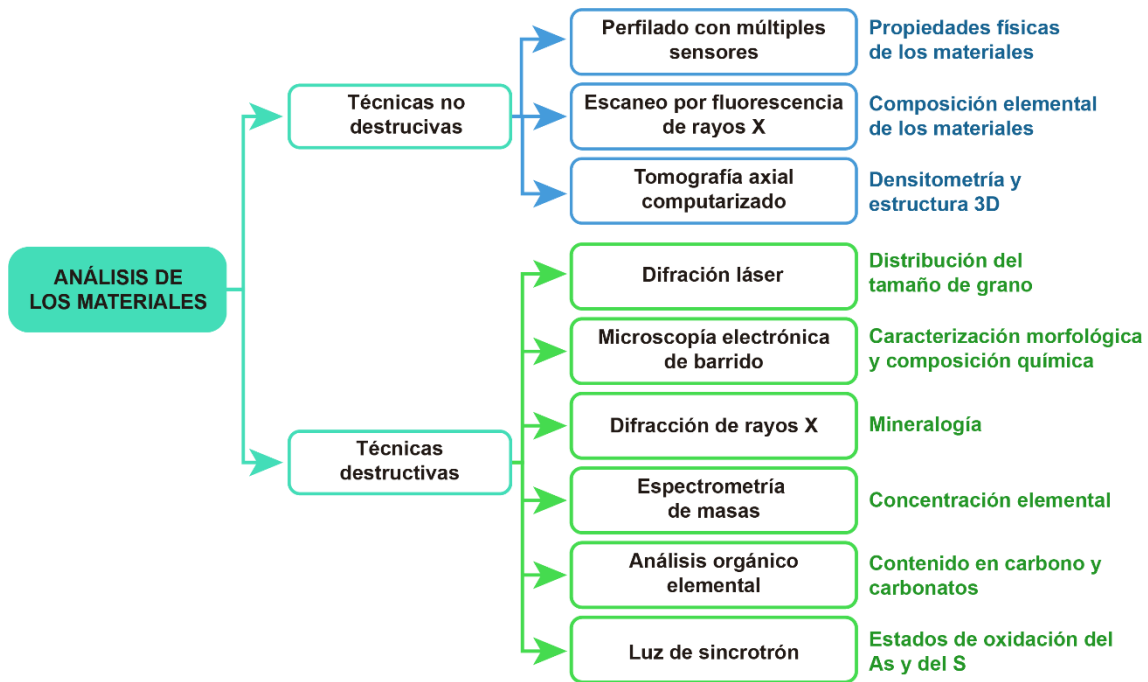 Perfilado con múltiples
sensores
Propiedades físicas
de los materiales
Técnicas no
destrucivas
Escaneo por fluorescencia
de rayos X
Composición elemental
de los materiales
Tomografía axial
computarizado
Densitometría y
estructura 3D
ANÁLISIS DE
LOS MATERIALES
Difración láser
Distribución del
tamaño de grano
Microscopía electrónica
de barrido
Caracterización morfológica
y composición química
Técnicas
destructivas
Difracción de rayos X
Mineralogía
Espectrometría
de masas
Concentración elemental
Análisis orgánico
elemental
Contenido en carbono y
carbonatos
Luz de sincrotrón
Estados de oxidación del
As y del S